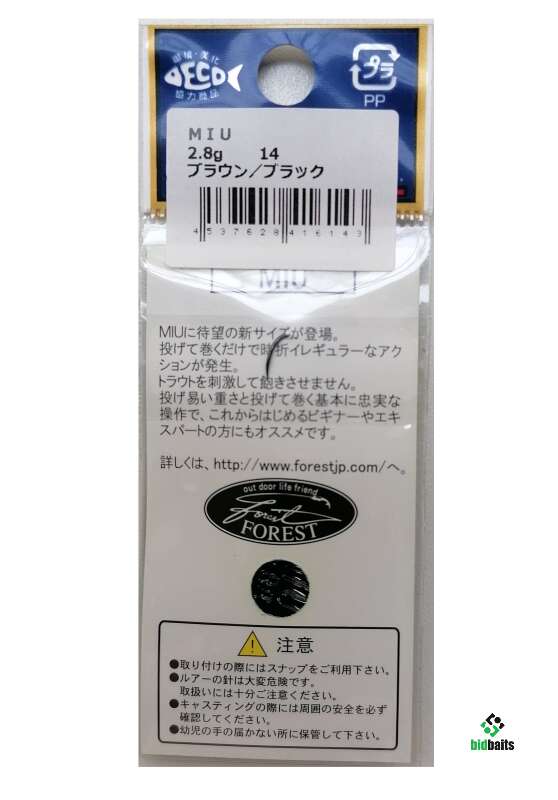 環境・美化
ECO
協力商品
プラ
PP
MIU
2.8g 14
ブラウン／ブラック
4 537628 416143
MIU
MIUに待望の新サイズが登場。
投げて巻くだけで時折イレギュラーなアク
ションが発生。
トラウトを刺激して飽きさせません。
投げ易い重さと投げて巻く基本に忠実な
操作で、これからはじめるビギナーやエキ
スパートの方にもオススメです。
詳しくは、http://www.forestjp.com/へ。
out door life friend
Forest
FOREST
注意
●取り付けの際にはスナップをご利用下さい。
●ルアーの針は大変危険です。
取扱いには十分ご注意ください。
●キャスティングの際には周囲の安全を必ず
確認してください。
●幼児の手の届かない所に保管して下さい。
bidbaits